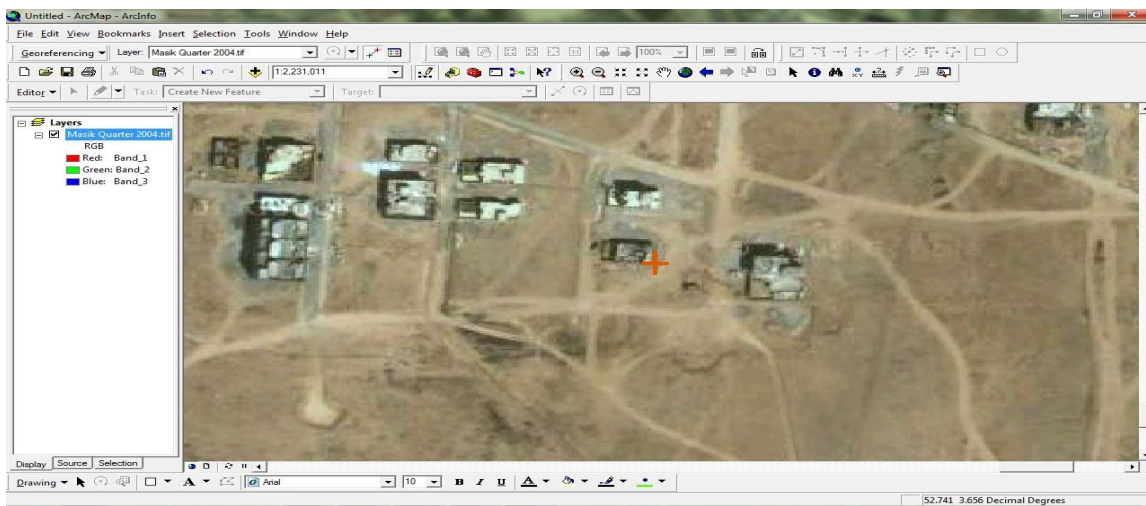 Untitled - ArcMap - ArcInfo
File Edit View Bookmarks Insert Selection Tools Window Help
Georeferencing Layer: Masik Quarter 2004.tif 100%
1:2,231,011
Editor Task: Create New Feature Target:
Layers
Masik Quarter 2004.tif
RGB
Red: Band_1
Green: Band_2
Blue: Band_3
Display Source Selection
Drawing A Arial 10 B I U A
52.741 3.656 Decimal Degrees